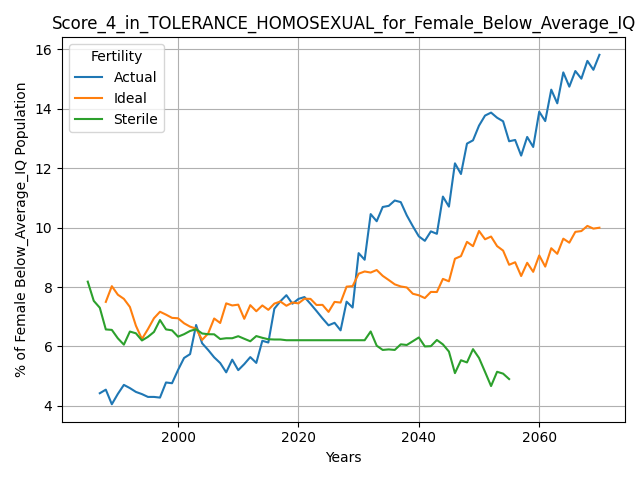 Score_4_in_TOLERANCE_HOMOSEXUAL_for_Female_Below_Average_IQ
% of Female Below_Average_IQ Population
16
14
12
10
8
6
4
Fertility
Actual
Ideal
Sterile
2000
2020
2040
2060
Years